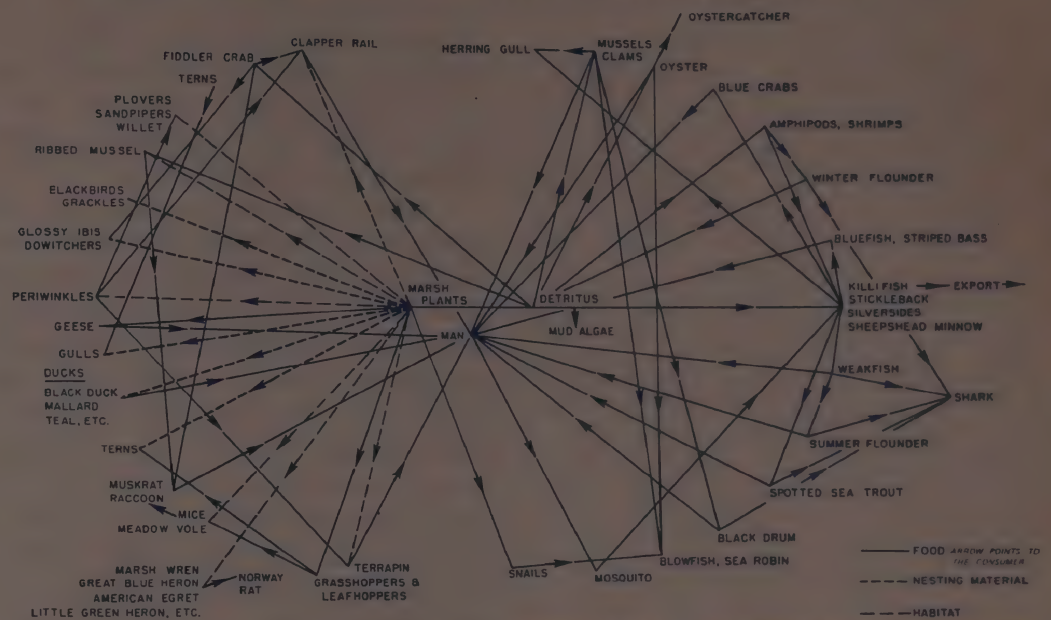 OYSTERCATCHER
CLAPPER RAIL
FIDDLER CRAB
HERRING GULL
MUSSELS
CLAMS
OYSTER
TERNS
BLUE CRABS
PLOVERS
SANDPIPERS
WILLET
AMPHIPODS, SHRIMPS
RIBBED MUSSEL
WINTER FLOUNDER
BLACKBIRDS
GRACKLES
GLOSSY IBIS
DOWITCHERS
BLUEFISH, STRIPED BASS
PERIWINKLES
MARSH
PLANTS
DETRITUS
KILLIFISH
STICKLEBACK
SILVERSIDES
SHEEPSHEAD MINNOW
EXPORT
GEESE
MAN
MUD ALGAE
GULLS
DUCKS
BLACK DUCK
MALLARD
TEAL, ETC.
WEAKFISH
SHARK
TERNS
SUMMER FLOUNDER
MUSKRAT
RACCOON
SPOTTED SEA TROUT
MICE
MEADOW VOLE
BLACK DRUM
MARSH WREN
GREAT BLUE HERON
AMERICAN EGRET
LITTLE GREEN HERON, ETC.
NORWAY
RAT
TERRAPIN
GRASSHOPPERS &
LEAFHOPPERS
SNAILS
MOSQUITO
BLOWFISH, SEA ROBIN
FOOD ARROW POINTS TO
THE CONSUMER
NESTING MATERIAL
HABITAT